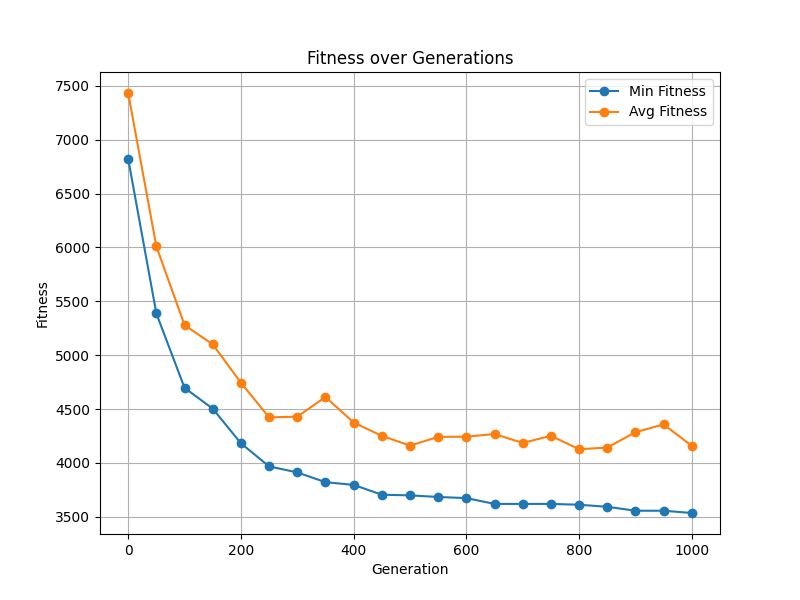 Fitness over Generations
Min Fitness
Avg Fitness
7500
7000
6500
6000
5500
5000
4500
4000
3500
Fitness
0 200 400 600 800 1000
Generation